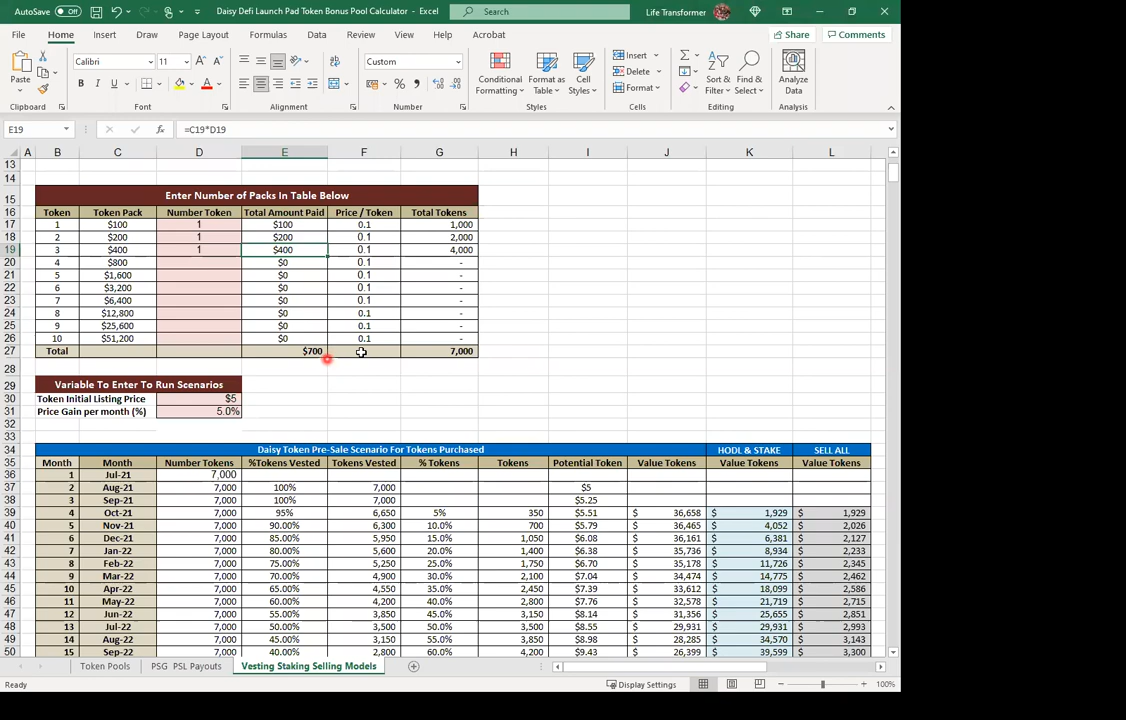 AutoSave Off Daisy Defi Launch Pad Token Bonus Pool Calculator - Excel Search Life Transformer
File Home Insert Draw Page Layout Formulas Data Review View Help Acrobat Share Comments
Calibri 11 Custom Insert
Paste Conditional Format as Cell Delete Sort & Find & Analyze
Formatting Table Styles Format Filter Select Data
Clipboard Font Alignment Number Styles Cells Editing Analysis
E19 fx =C19*D19
A B C D E F G H I J K L
13
14
15 Enter Number of Packs In Table Below
16 Token Token Pack Number Token Total Amount Paid Price / Token Total Tokens
17 1 $100 1 $100 0.1 1,000
18 2 $200 1 $200 0.1 2,000
19 3 $400 1 $400 0.1 4,000
20 4 $800 $0 0.1 -
21 5 $1,600 $0 0.1 -
22 6 $3,200 $0 0.1 -
23 7 $6,400 $0 0.1 -
24 8 $12,800 $0 0.1 -
25 9 $25,600 $0 0.1 -
26 10 $51,200 $0 0.1 -
27 Total $700 7,000
28
29 Variable To Enter To Run Scenarios
30 Token Initial Listing Price $5
31 Price Gain per month (%) 5.0%
32
33
34 Daisy Token Pre-Sale Scenario For Tokens Purchased HODL & STAKE SELL ALL
35 Month Month Number Tokens %Tokens Vested Tokens Vested % Tokens Tokens Potential Token Value Tokens Value Tokens Value Tokens
36 1 Jul-21 7,000
37 2 Aug-21 7,000 100% 7,000 $5
38 3 Sep-21 7,000 100% 7,000 $5.25
39 4 Oct-21 7,000 95% 6,650 5% 350 $5.51 $ 36,658 $ 1,929 $ 1,929
40 5 Nov-21 7,000 90.00% 6,300 10.0% 700 $5.79 $ 36,465 $ 4,052 $ 2,026
41 6 Dec-21 7,000 85.00% 5,950 15.0% 1,050 $6.08 $ 36,161 $ 6,381 $ 2,127
42 7 Jan-22 7,000 80.00% 5,600 20.0% 1,400 $6.38 $ 35,736 $ 8,934 $ 2,233
43 8 Feb-22 7,000 75.00% 5,250 25.0% 1,750 $6.70 $ 35,178 $ 11,726 $ 2,345
44 9 Mar-22 7,000 70.00% 4,900 30.0% 2,100 $7.04 $ 34,474 $ 14,775 $ 2,462
45 10 Apr-22 7,000 65.00% 4,550 35.0% 2,450 $7.39 $ 33,612 $ 18,099 $ 2,586
46 11 May-22 7,000 60.00% 4,200 40.0% 2,800 $7.76 $ 32,578 $ 21,719 $ 2,715
47 12 Jun-22 7,000 55.00% 3,850 45.0% 3,150 $8.14 $ 31,356 $ 25,655 $ 2,851
48 13 Jul-22 7,000 50.00% 3,500 50.0% 3,500 $8.55 $ 29,931 $ 29,931 $ 2,993
49 14 Aug-22 7,000 45.00% 3,150 55.0% 3,850 $8.98 $ 28,285 $ 34,570 $ 3,143
50 15 Sep-22 7,000 40.00% 2,800 60.0% 4,200 $9.43 $ 26,399 $ 39,599 $ 3,300
Token Pools PSG PSL Payouts Vesting Staking Selling Models
Ready Display Settings 100%